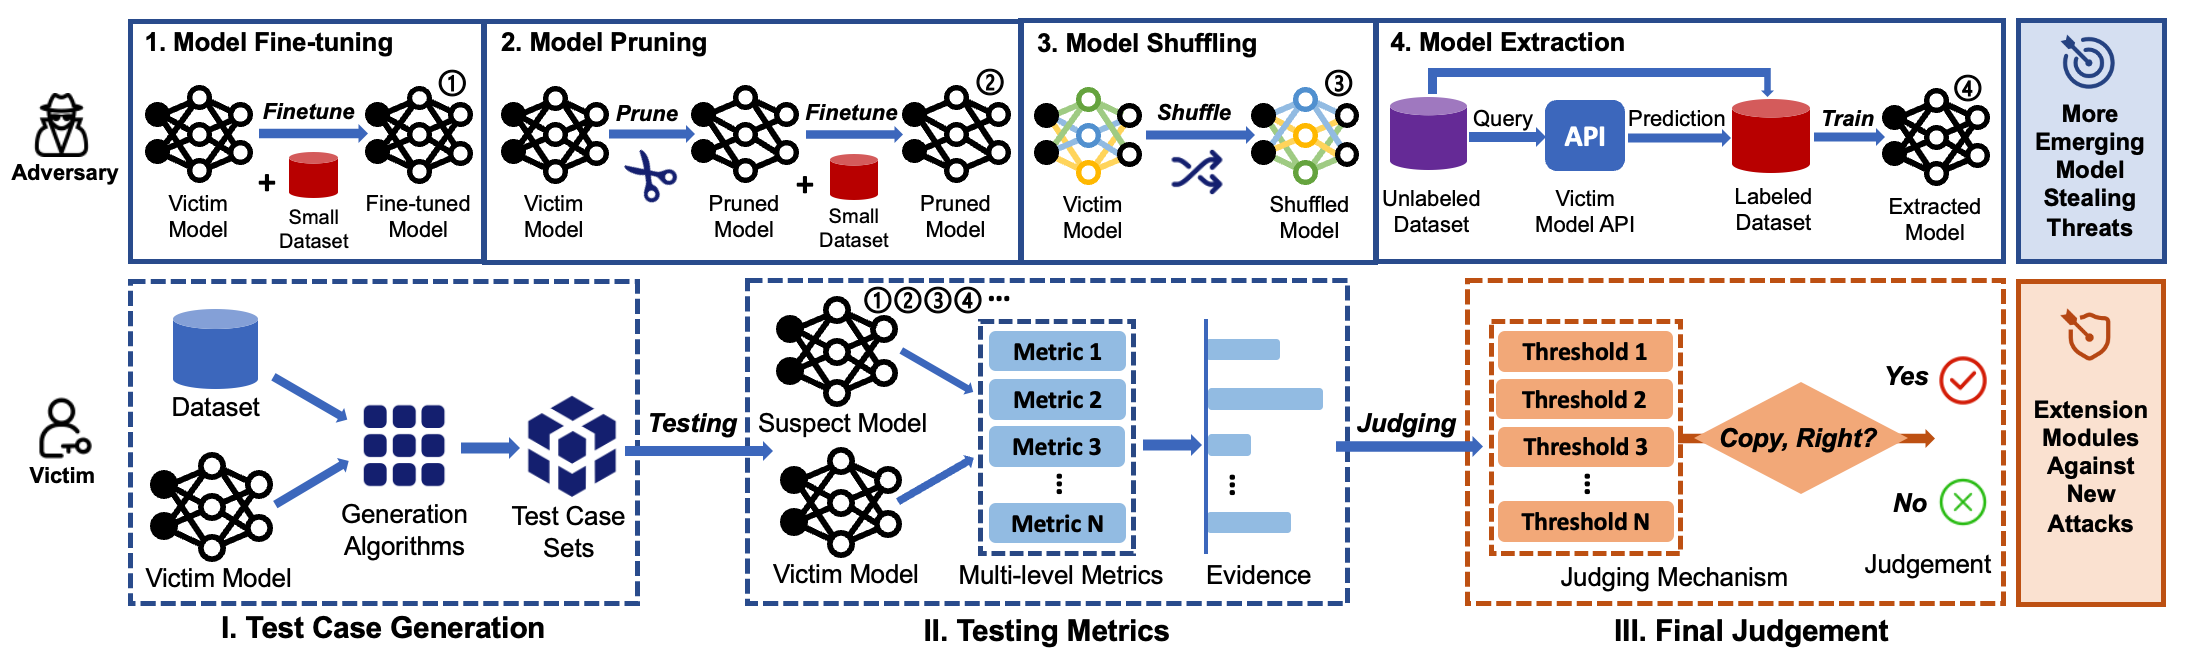 Adversary
1. Model Fine-tuning
①
Finetune
+
Victim
Model
Small
Dataset
Fine-tuned
Model
2. Model Pruning
②
Prune
Finetune
+
Victim
Model
Pruned
Model
Small
Dataset
Pruned
Model
3. Model Shuffling
③
Shuffle
Victim
Model
Shuffled
Model
4. Model Extraction
④
Query
API
Prediction
Train
Unlabeled
Dataset
Victim
Model API
Labeled
Dataset
Extracted
Model
More
Emerging
Model
Stealing
Threats
Victim
Dataset
Victim Model
Generation
Algorithms
Test Case
Sets
I. Test Case Generation
Testing
①②③④ ...
Suspect Model
Victim Model
Metric 1
Metric 2
Metric 3
⋮
Metric N
Multi-level Metrics
⋮
Evidence
II. Testing Metrics
Judging
Threshold 1
Threshold 2
Threshold 3
⋮
Threshold N
Judging Mechanism
Copy, Right?
Yes
No
Judgement
III. Final Judgement
Extension
Modules
Against
New
Attacks